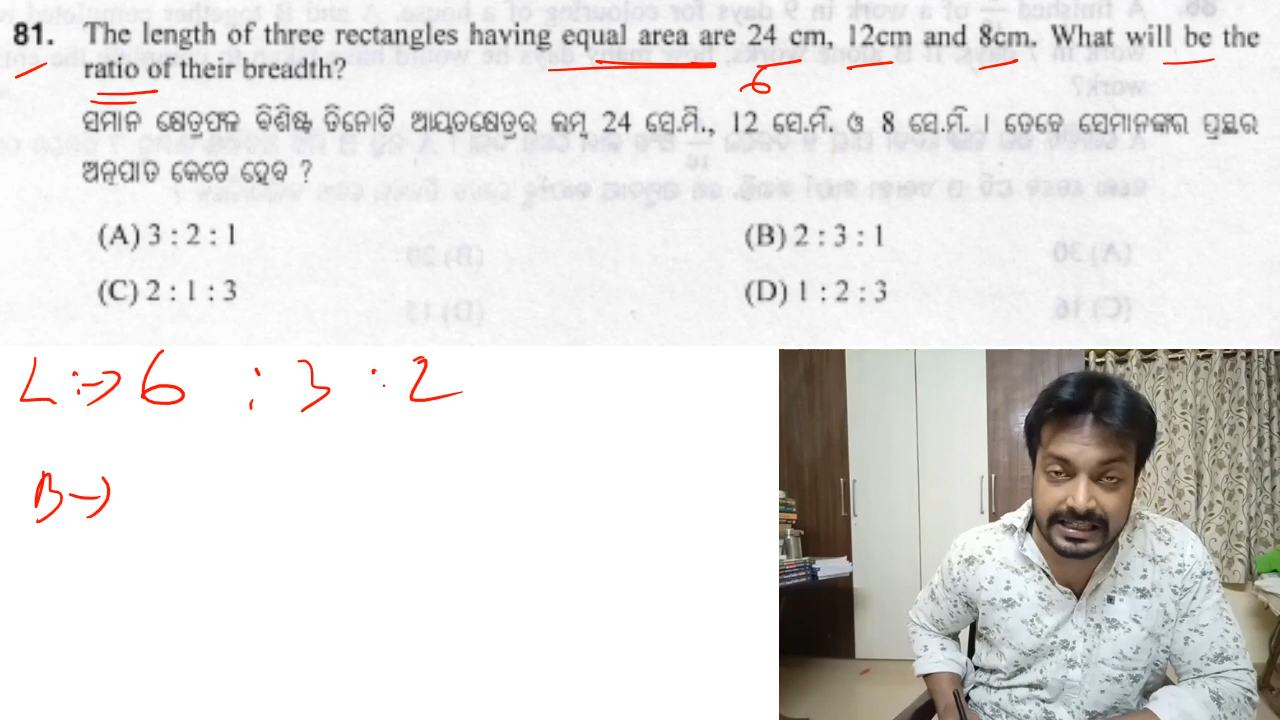 81. The length of three rectangles having equal area are 24 cm, 12cm and 8cm. What will be the
ratio of their breadth?
6
ସମାନ କ୍ଷେତ୍ରଫଳ ବିଶିଷ୍ଟ ତିନୋଟି ଆୟତକ୍ଷେତ୍ରର ଲମ୍ବ 24 ସେ.ମି., 12 ସେ.ମି. ଓ 8 ସେ.ମି. । ତେବେ ସେମାନଙ୍କର ପ୍ରସ୍ଥର
ଅନୁପାତ କେତେ ହେବ ?
(A) 3 : 2 : 1
(B) 2 : 3 : 1
(C) 2 : 1 : 3
(D) 1 : 2 : 3
L :→ 6 : 3 : 2
B →